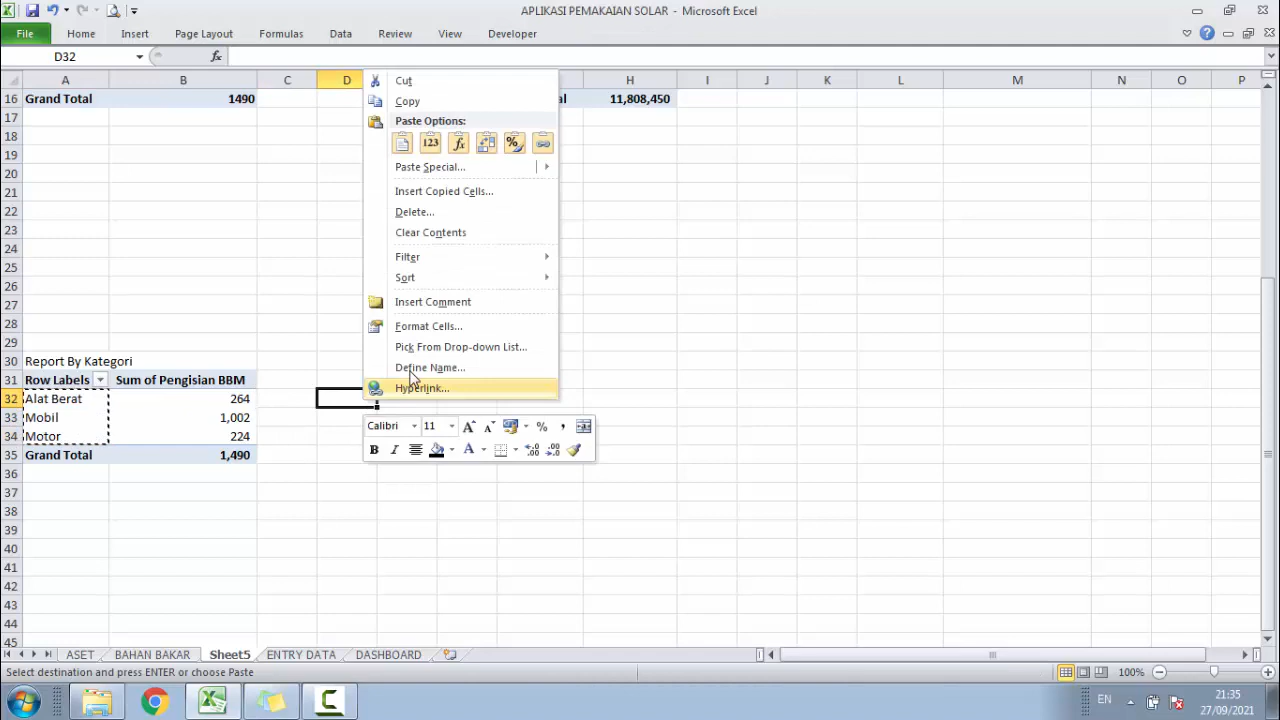 APLIKASI PEMAKAIAN SOLAR - Microsoft Excel
File Home Insert Page Layout Formulas Data Review View Developer
D32 fx
A B C D H I J K L M N O P
16 Grand Total 1490 al 11,808,450
17
18
19
20
21
22
23
24
25
26
27
28
29
30 Report By Kategori
31 Row Labels Sum of Pengisian BBM
32 Alat Berat 264
33 Mobil 1,002
34 Motor 224
35 Grand Total 1,490
36
37
38
39
40
41
42
43
44
45
Cut
Copy
Paste Options:
123 fx %
Paste Special...
Insert Copied Cells...
Delete...
Clear Contents
Filter
Sort
Insert Comment
Format Cells...
Pick From Drop-down List...
Define Name...
Hyperlink...
Calibri 11 A A % ,
B I A .00 .00
ASET BAHAN BAKAR Sheet5 ENTRY DATA DASHBOARD
Select destination and press ENTER or choose Paste 100%
EN 21:35
27/09/2021